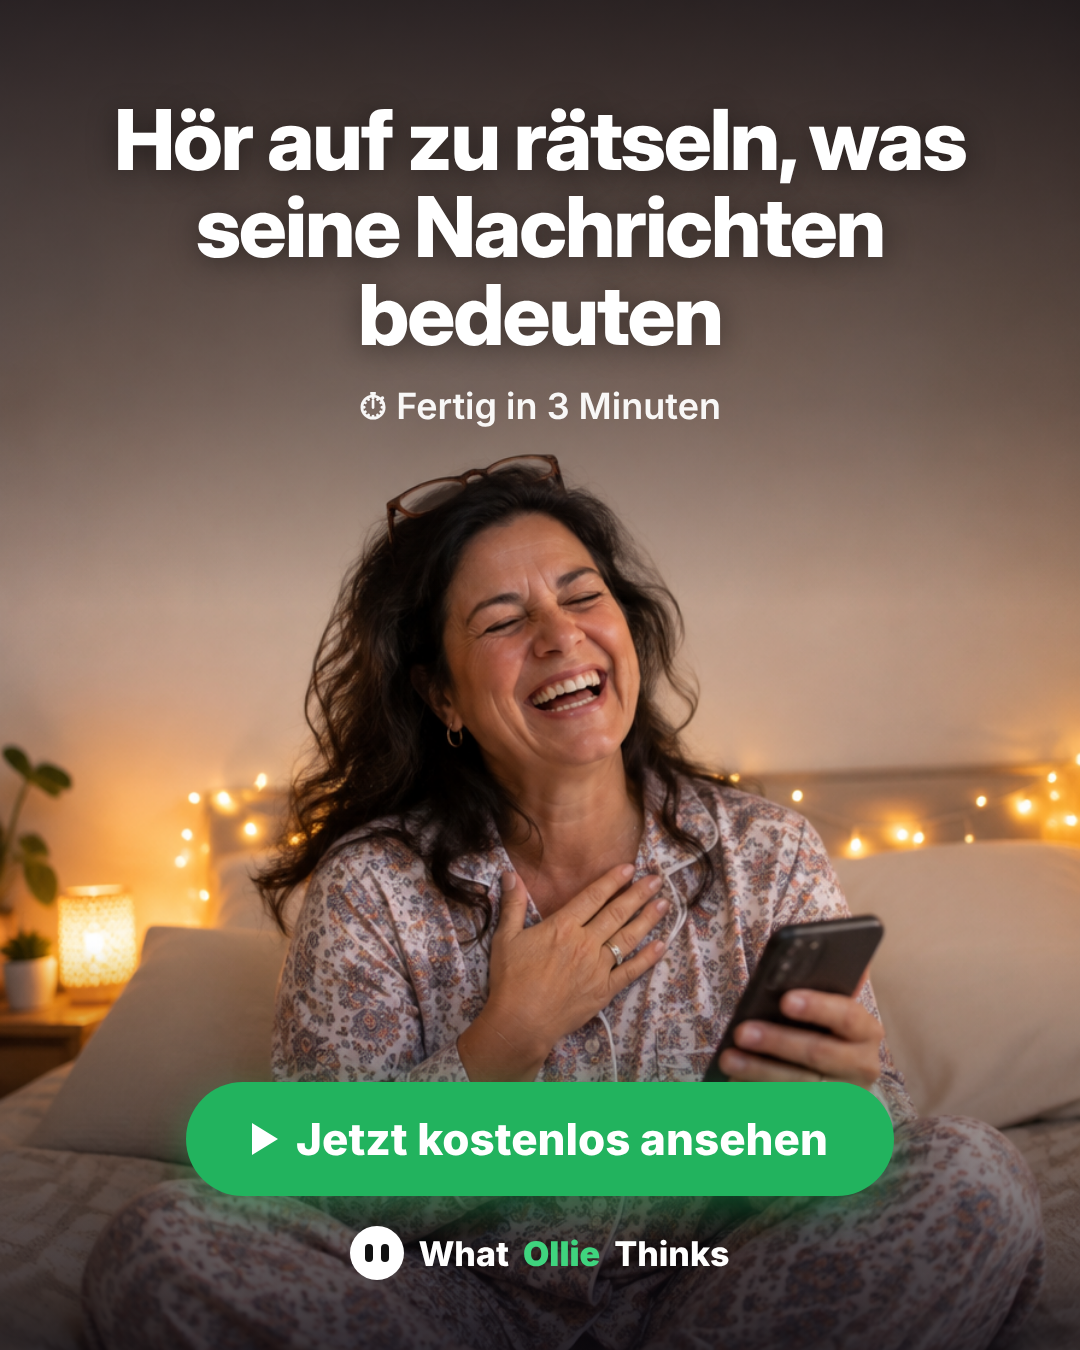 Hör auf zu rätseln, was
seine Nachrichten
bedeuten
⏱ Fertig in 3 Minuten
▶ Jetzt kostenlos ansehen
What Ollie Thinks